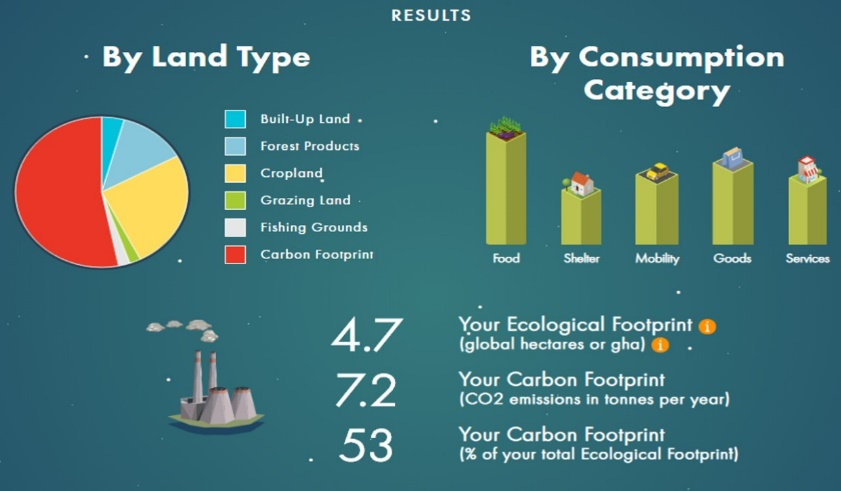 RESULTS
By Land Type
Built-Up Land
Forest Products
Cropland
Grazing Land
Fishing Grounds
Carbon Footprint
By Consumption
Category
Food
Shelter
Mobility
Goods
Services
4.7
Your Ecological Footprint i
(global hectares or gha) i
7.2
Your Carbon Footprint
(CO2 emissions in tonnes per year)
53
Your Carbon Footprint
(% of your total Ecological Footprint)